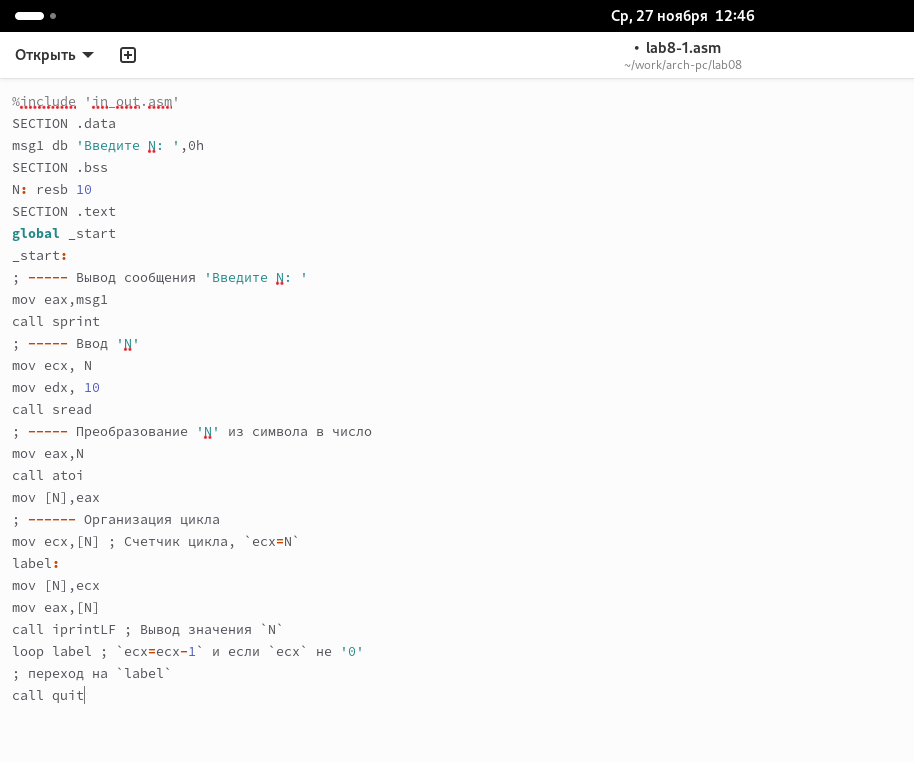 Ср, 27 ноября 12:46
Открыть
• lab8-1.asm
~/work/arch-pc/lab08
%include 'in_out.asm'
SECTION .data
msg1 db 'Введите N: ',0h
SECTION .bss
N: resb 10
SECTION .text
global _start
_start:
; ----- Вывод сообщения 'Введите N: '
mov eax,msg1
call sprint
; ----- Ввод 'N'
mov ecx, N
mov edx, 10
call sread
; ----- Преобразование 'N' из символа в число
mov eax,N
call atoi
mov [N],eax
; ------ Организация цикла
mov ecx,[N] ; Счетчик цикла, `ecx=N`
label:
mov [N],ecx
mov eax,[N]
call iprintLF ; Вывод значения `N`
loop label ; `ecx=ecx-1` и если `ecx` не '0'
; переход на `label`
call quit